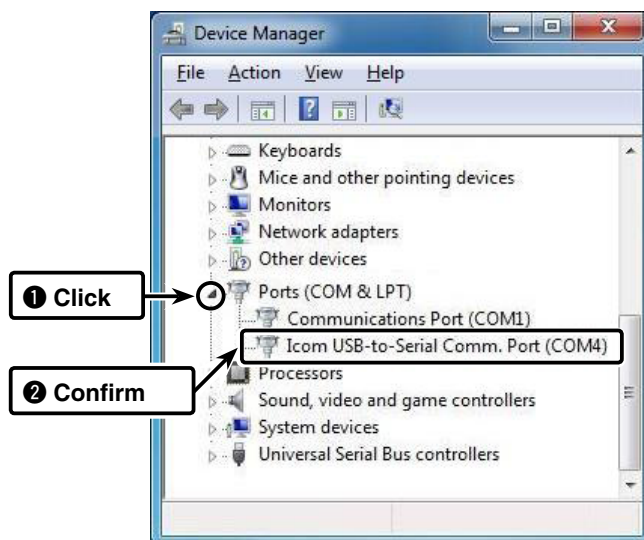 Device Manager
File Action View Help
Keyboards
Mice and other pointing devices
Monitors
Network adapters
Other devices
❶ Click
Ports (COM & LPT)
Communications Port (COM1)
Icom USB-to-Serial Comm. Port (COM4)
❷ Confirm
Processors
Sound, video and game controllers
System devices
Universal Serial Bus controllers